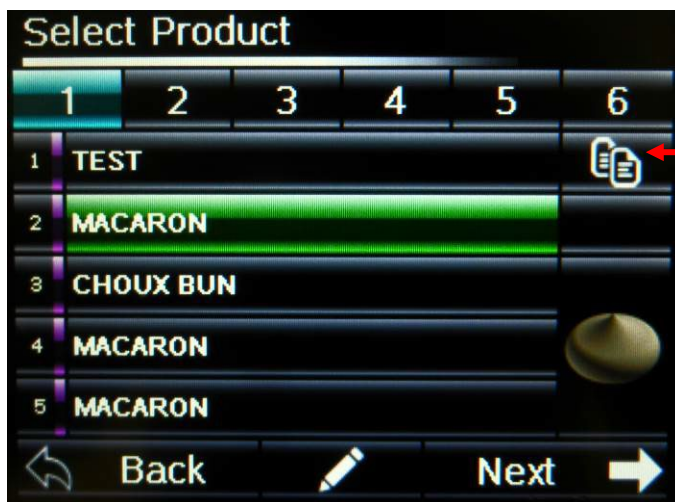 Select Product
1 2 3 4 5 6
1 TEST
2 MACARON
3 CHOUX BUN
4 MACARON
5 MACARON
Back Next